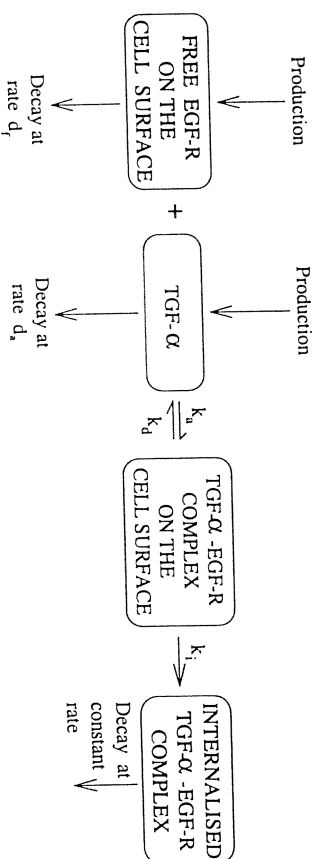 Production
FREE EGF-R
ON THE
CELL SURFACE
Decay at
rate d_f
+
Production
TGF-α
Decay at
rate d_a
k_a
k_d
TGF-α -EGF-R
COMPLEX
ON THE
CELL SURFACE
k_i
INTERNALISED
TGF-α -EGF-R
COMPLEX
Decay at
constant
rate